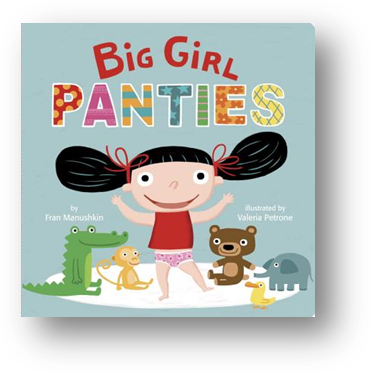 BIG GIRL
PANTIES
by
Fran Manushkin
illustrated by
Valeria Petrone